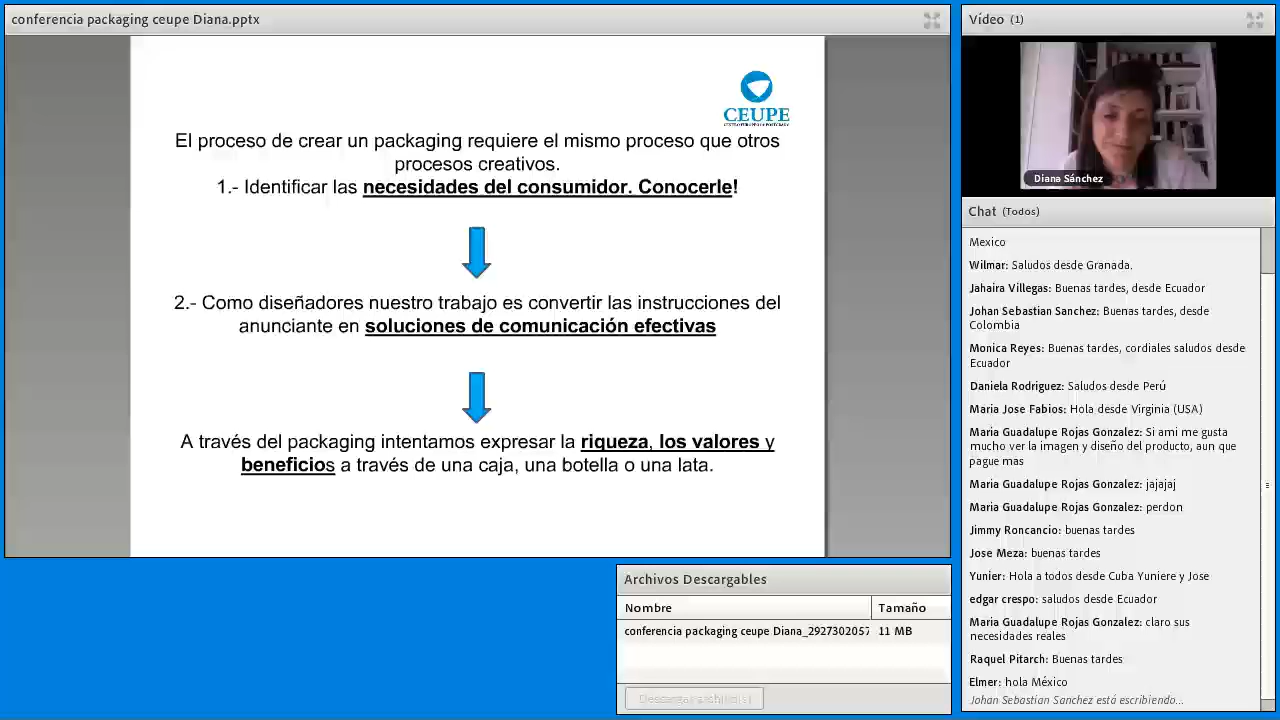 conferencia packaging ceupe Diana.pptx
CEUPE
El proceso de crear un packaging requiere el mismo proceso que otros
procesos creativos.
1.- Identificar las necesidades del consumidor. Conocerle!
2.- Como diseñadores nuestro trabajo es convertir las instrucciones del
anunciante en soluciones de comunicación efectivas
A través del packaging intentamos expresar la riqueza, los valores y
beneficios a través de una caja, una botella o una lata.
Archivos Descargables
Nombre Tamaño
conferencia packaging ceupe Diana_2927302057 11 MB
Descargar archivo(s)
Vídeo (1)
Diana Sánchez
Chat (Todos)
Mexico
Wilmar: Saludos desde Granada.
Jahaira Villegas: Buenas tardes, desde Ecuador
Johan Sebastian Sanchez: Buenas tardes, desde
Colombia
Monica Reyes: Buenas tardes, cordiales saludos desde
Ecuador
Daniela Rodriguez: Saludos desde Perú
Maria Jose Fabios: Hola desde Virginia (USA)
Maria Guadalupe Rojas Gonzalez: Si ami me gusta
mucho ver la imagen y diseño del producto, aun que
pague mas
Maria Guadalupe Rojas Gonzalez: jajajaj
Maria Guadalupe Rojas Gonzalez: perdon
Jimmy Roncancio: buenas tardes
Jose Meza: buenas tardes
Yunier: Hola a todos desde Cuba Yuniere y Jose
edgar crespo: saludos desde Ecuador
Maria Guadalupe Rojas Gonzalez: claro sus
necesidades reales
Raquel Pitarch: Buenas tardes
Elmer: hola México
Johan Sebastian Sanchez está escribiendo...